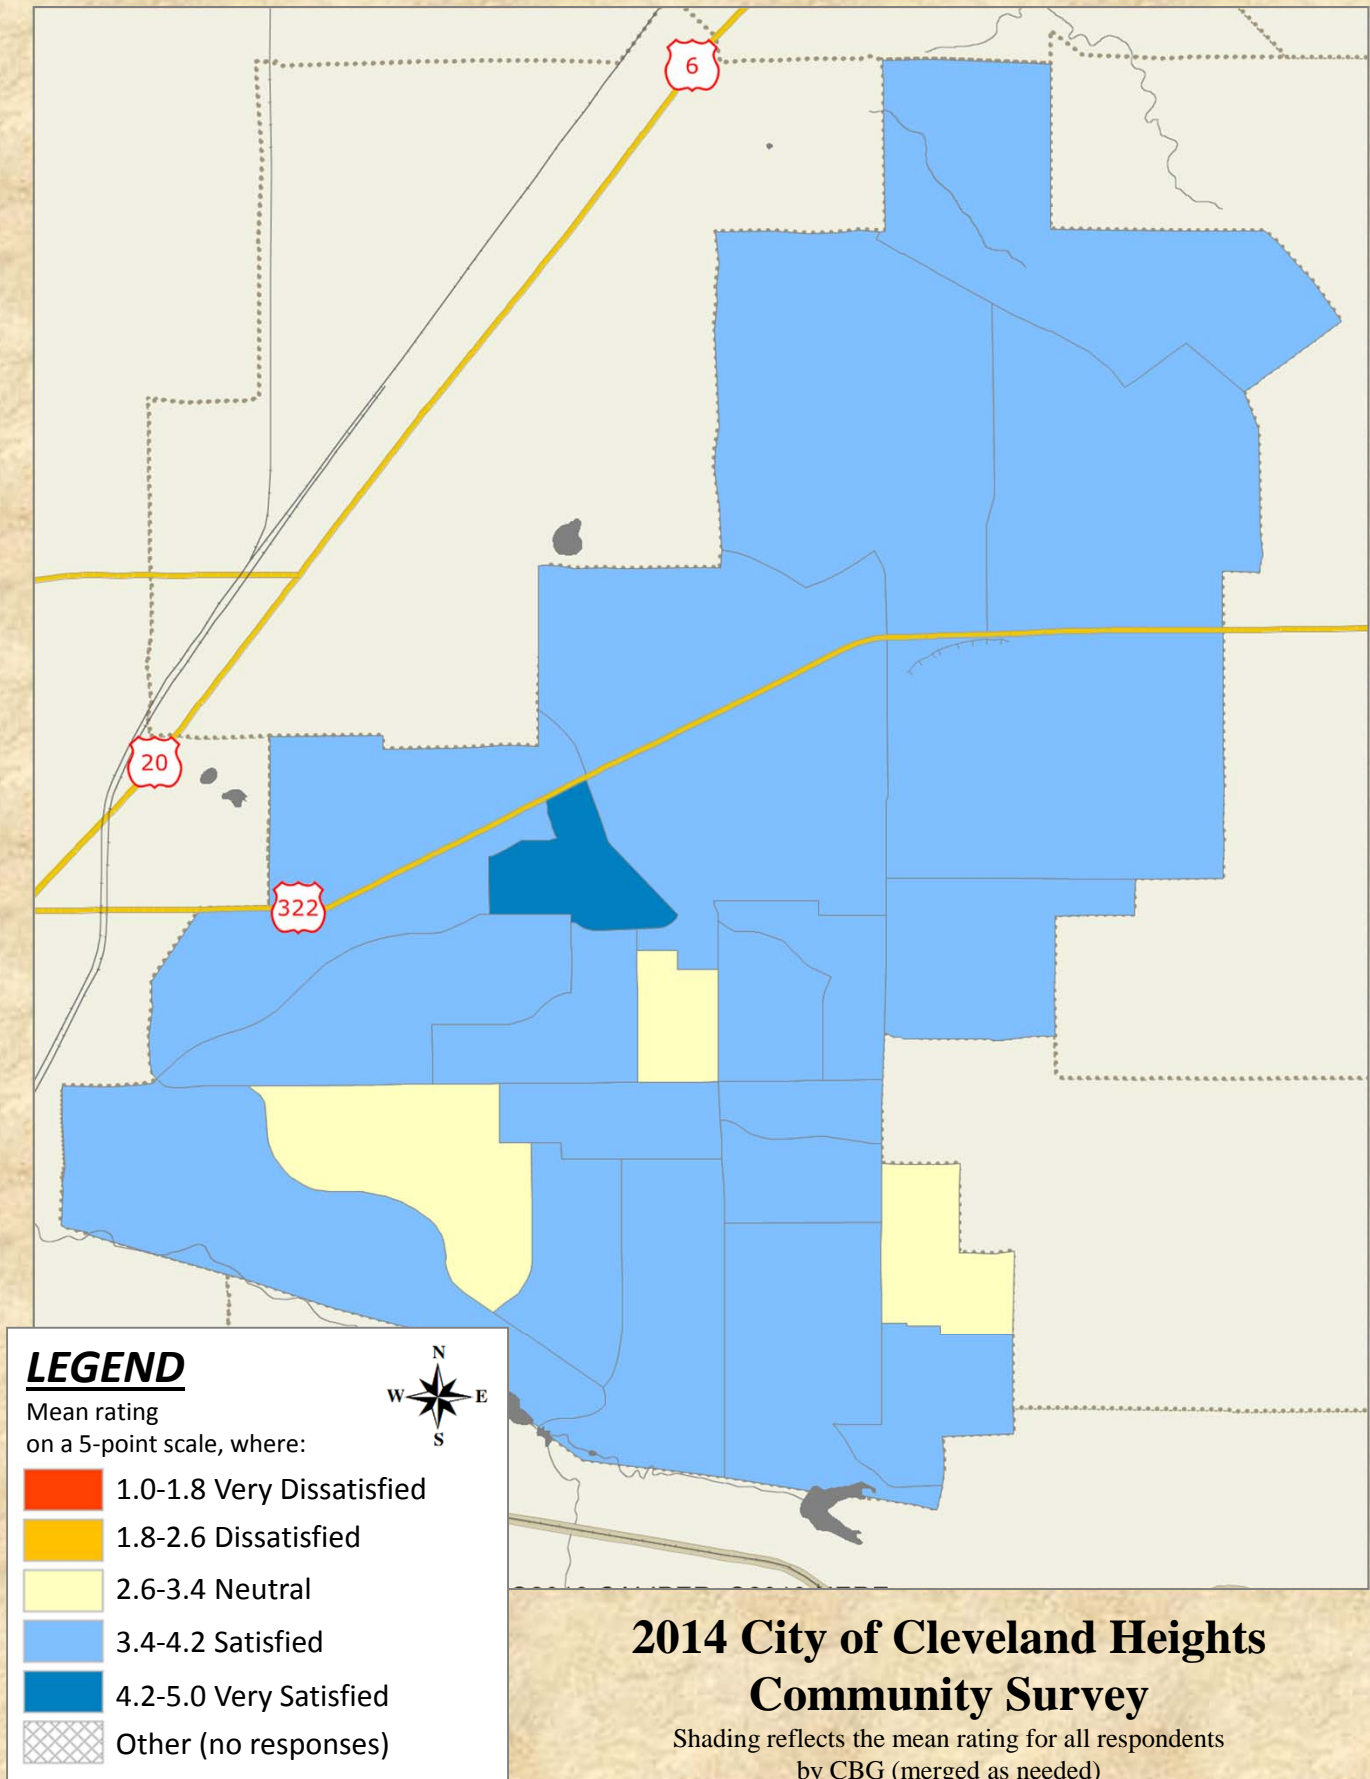 6
20
322
LEGEND
Mean rating
on a 5-point scale, where:
N
W E
S
1.0-1.8 Very Dissatisfied
1.8-2.6 Dissatisfied
2.6-3.4 Neutral
3.4-4.2 Satisfied
4.2-5.0 Very Satisfied
Other (no responses)
2014 City of Cleveland Heights
Community Survey
Shading reflects the mean rating for all respondents
by CBG (merged as needed)